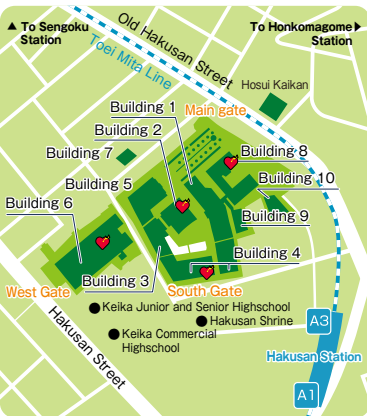 ▲ To Sengoku
Station
Old Hakusan Street
To Honkomagome▶
Station
Toei Mita Line
Hosui Kaikan
Building 1
Main gate
Building 2
Building 7
Building 8
Building 5
Building 10
Building 6
Building 9
Building 4
Building 3
West Gate
South Gate
Keika Junior and Senior Highschool
Hakusan Shrine
Keika Commercial
Highschool
Hakusan Street
A3
Hakusan Station
A1